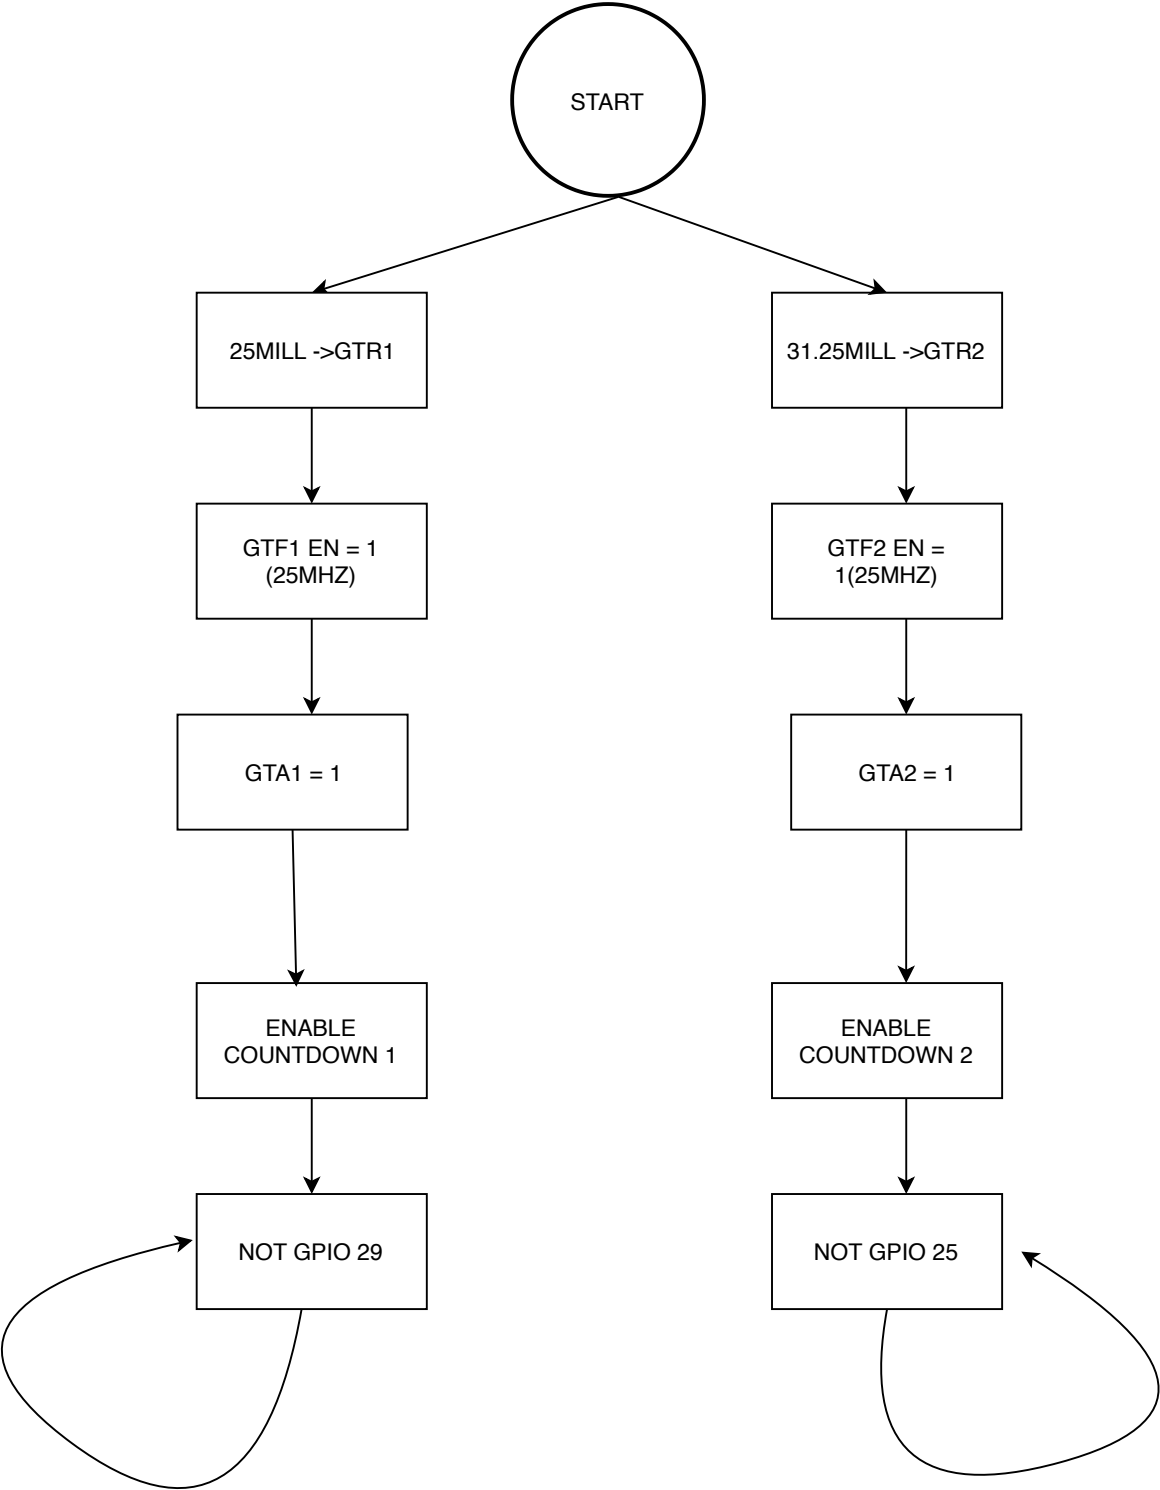 START
25MILL ->GTR1
31.25MILL ->GTR2
GTF1 EN = 1
(25MHZ)
GTF2 EN =
1(25MHZ)
GTA1 = 1
GTA2 = 1
ENABLE
COUNTDOWN 1
ENABLE
COUNTDOWN 2
NOT GPIO 29
NOT GPIO 25